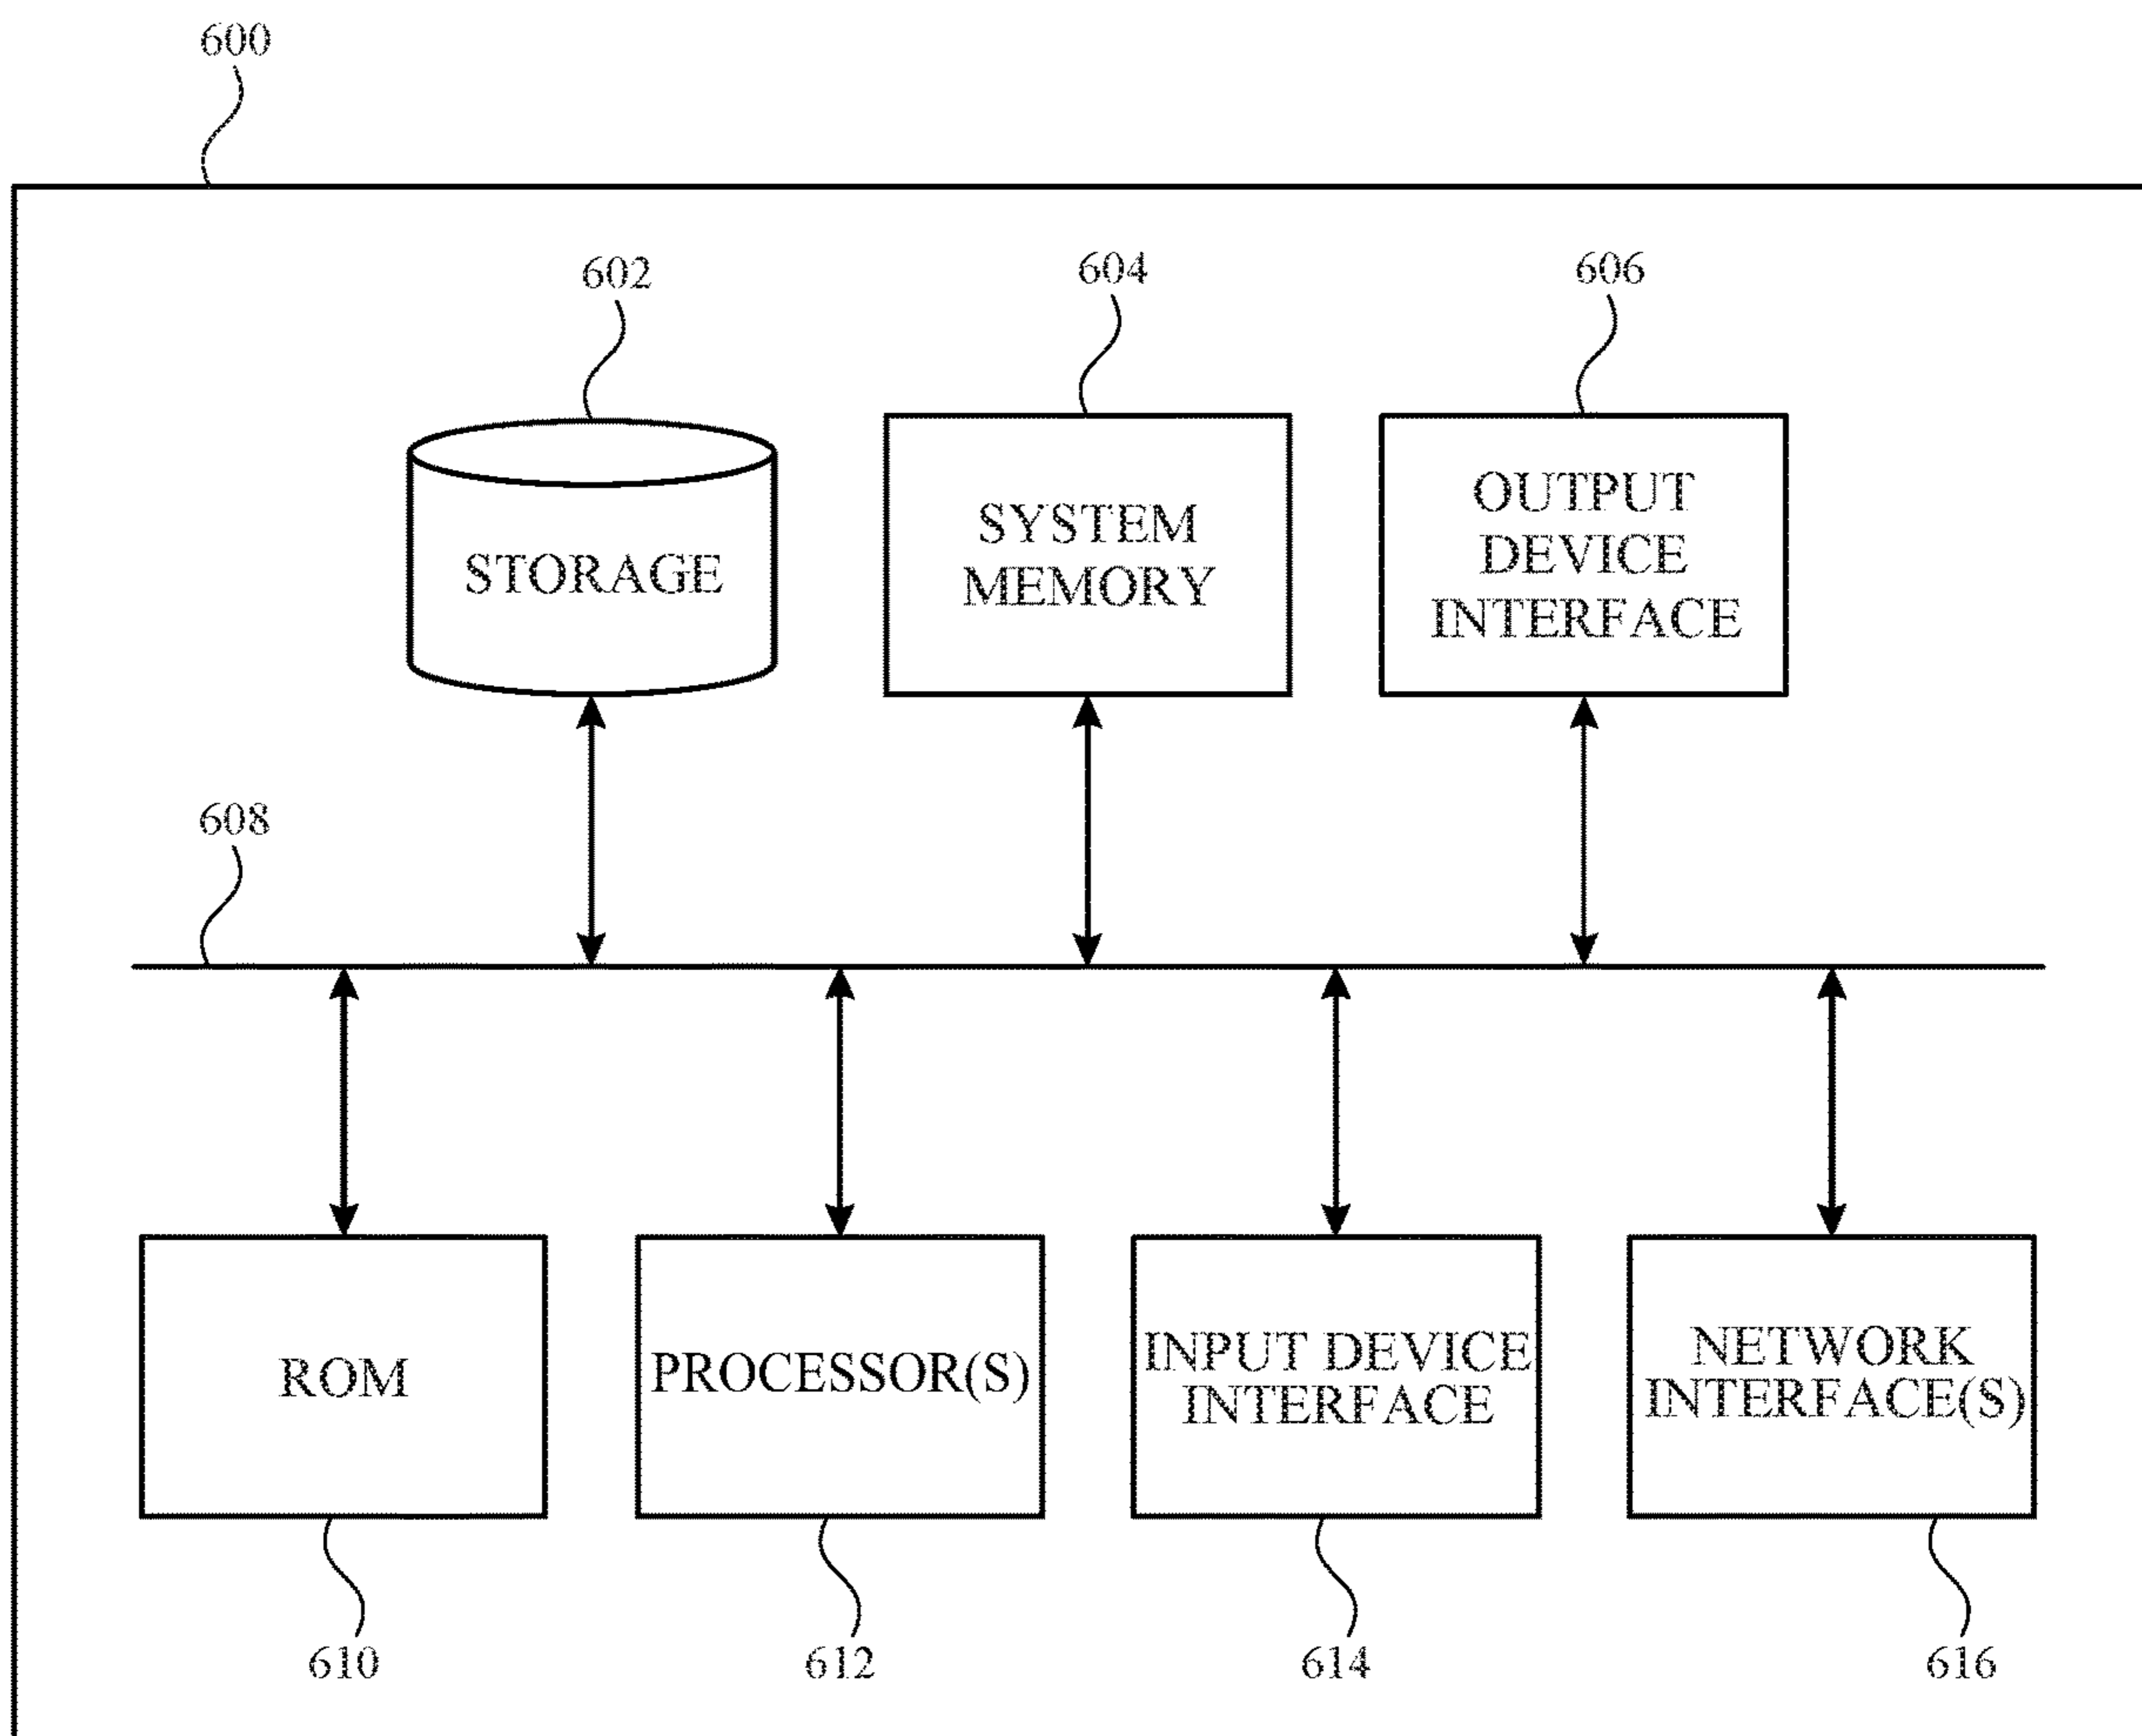 600
602
604
606
STORAGE
SYSTEM
MEMORY
OUTPUT
DEVICE
INTERFACE
608
ROM
PROCESSOR(S)
INPUT DEVICE
INTERFACE
NETWORK
INTERFACE(S)
610
612
614
616